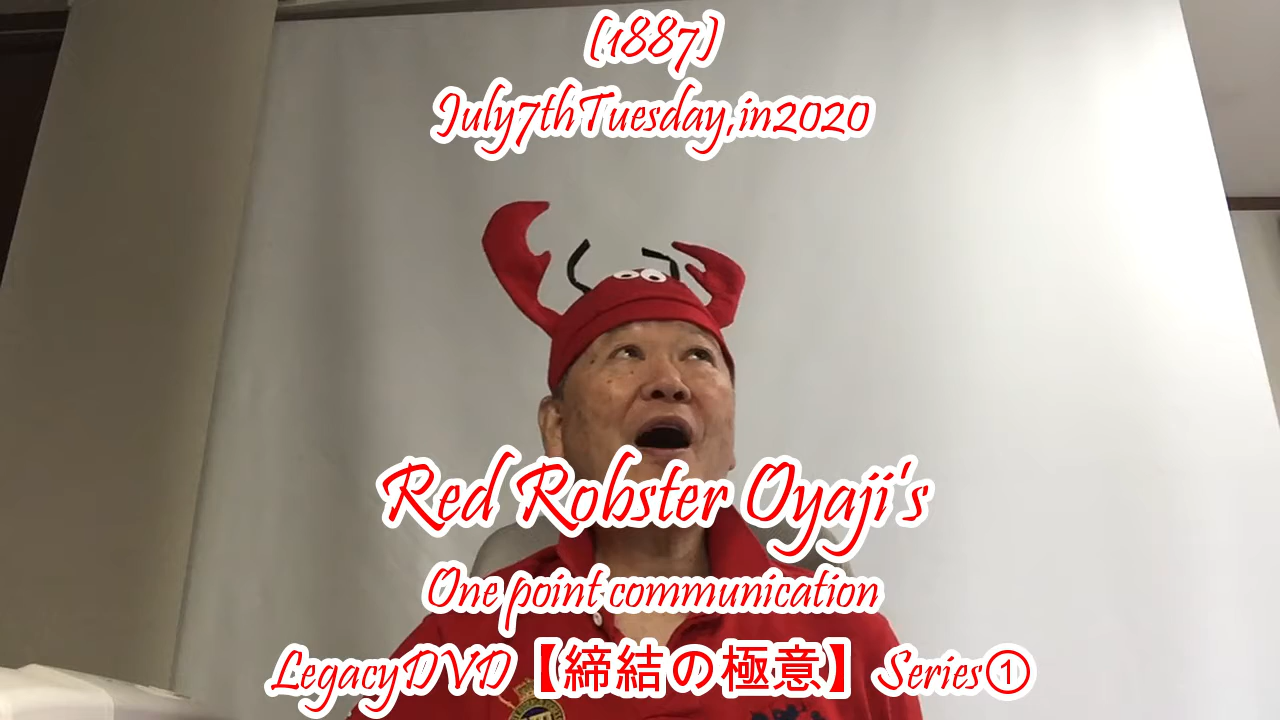 (1887)
July7thTuesday,in2020
Red Robster Oyaji's
One point communication
LegacyDVD【締結の極意】 Series①